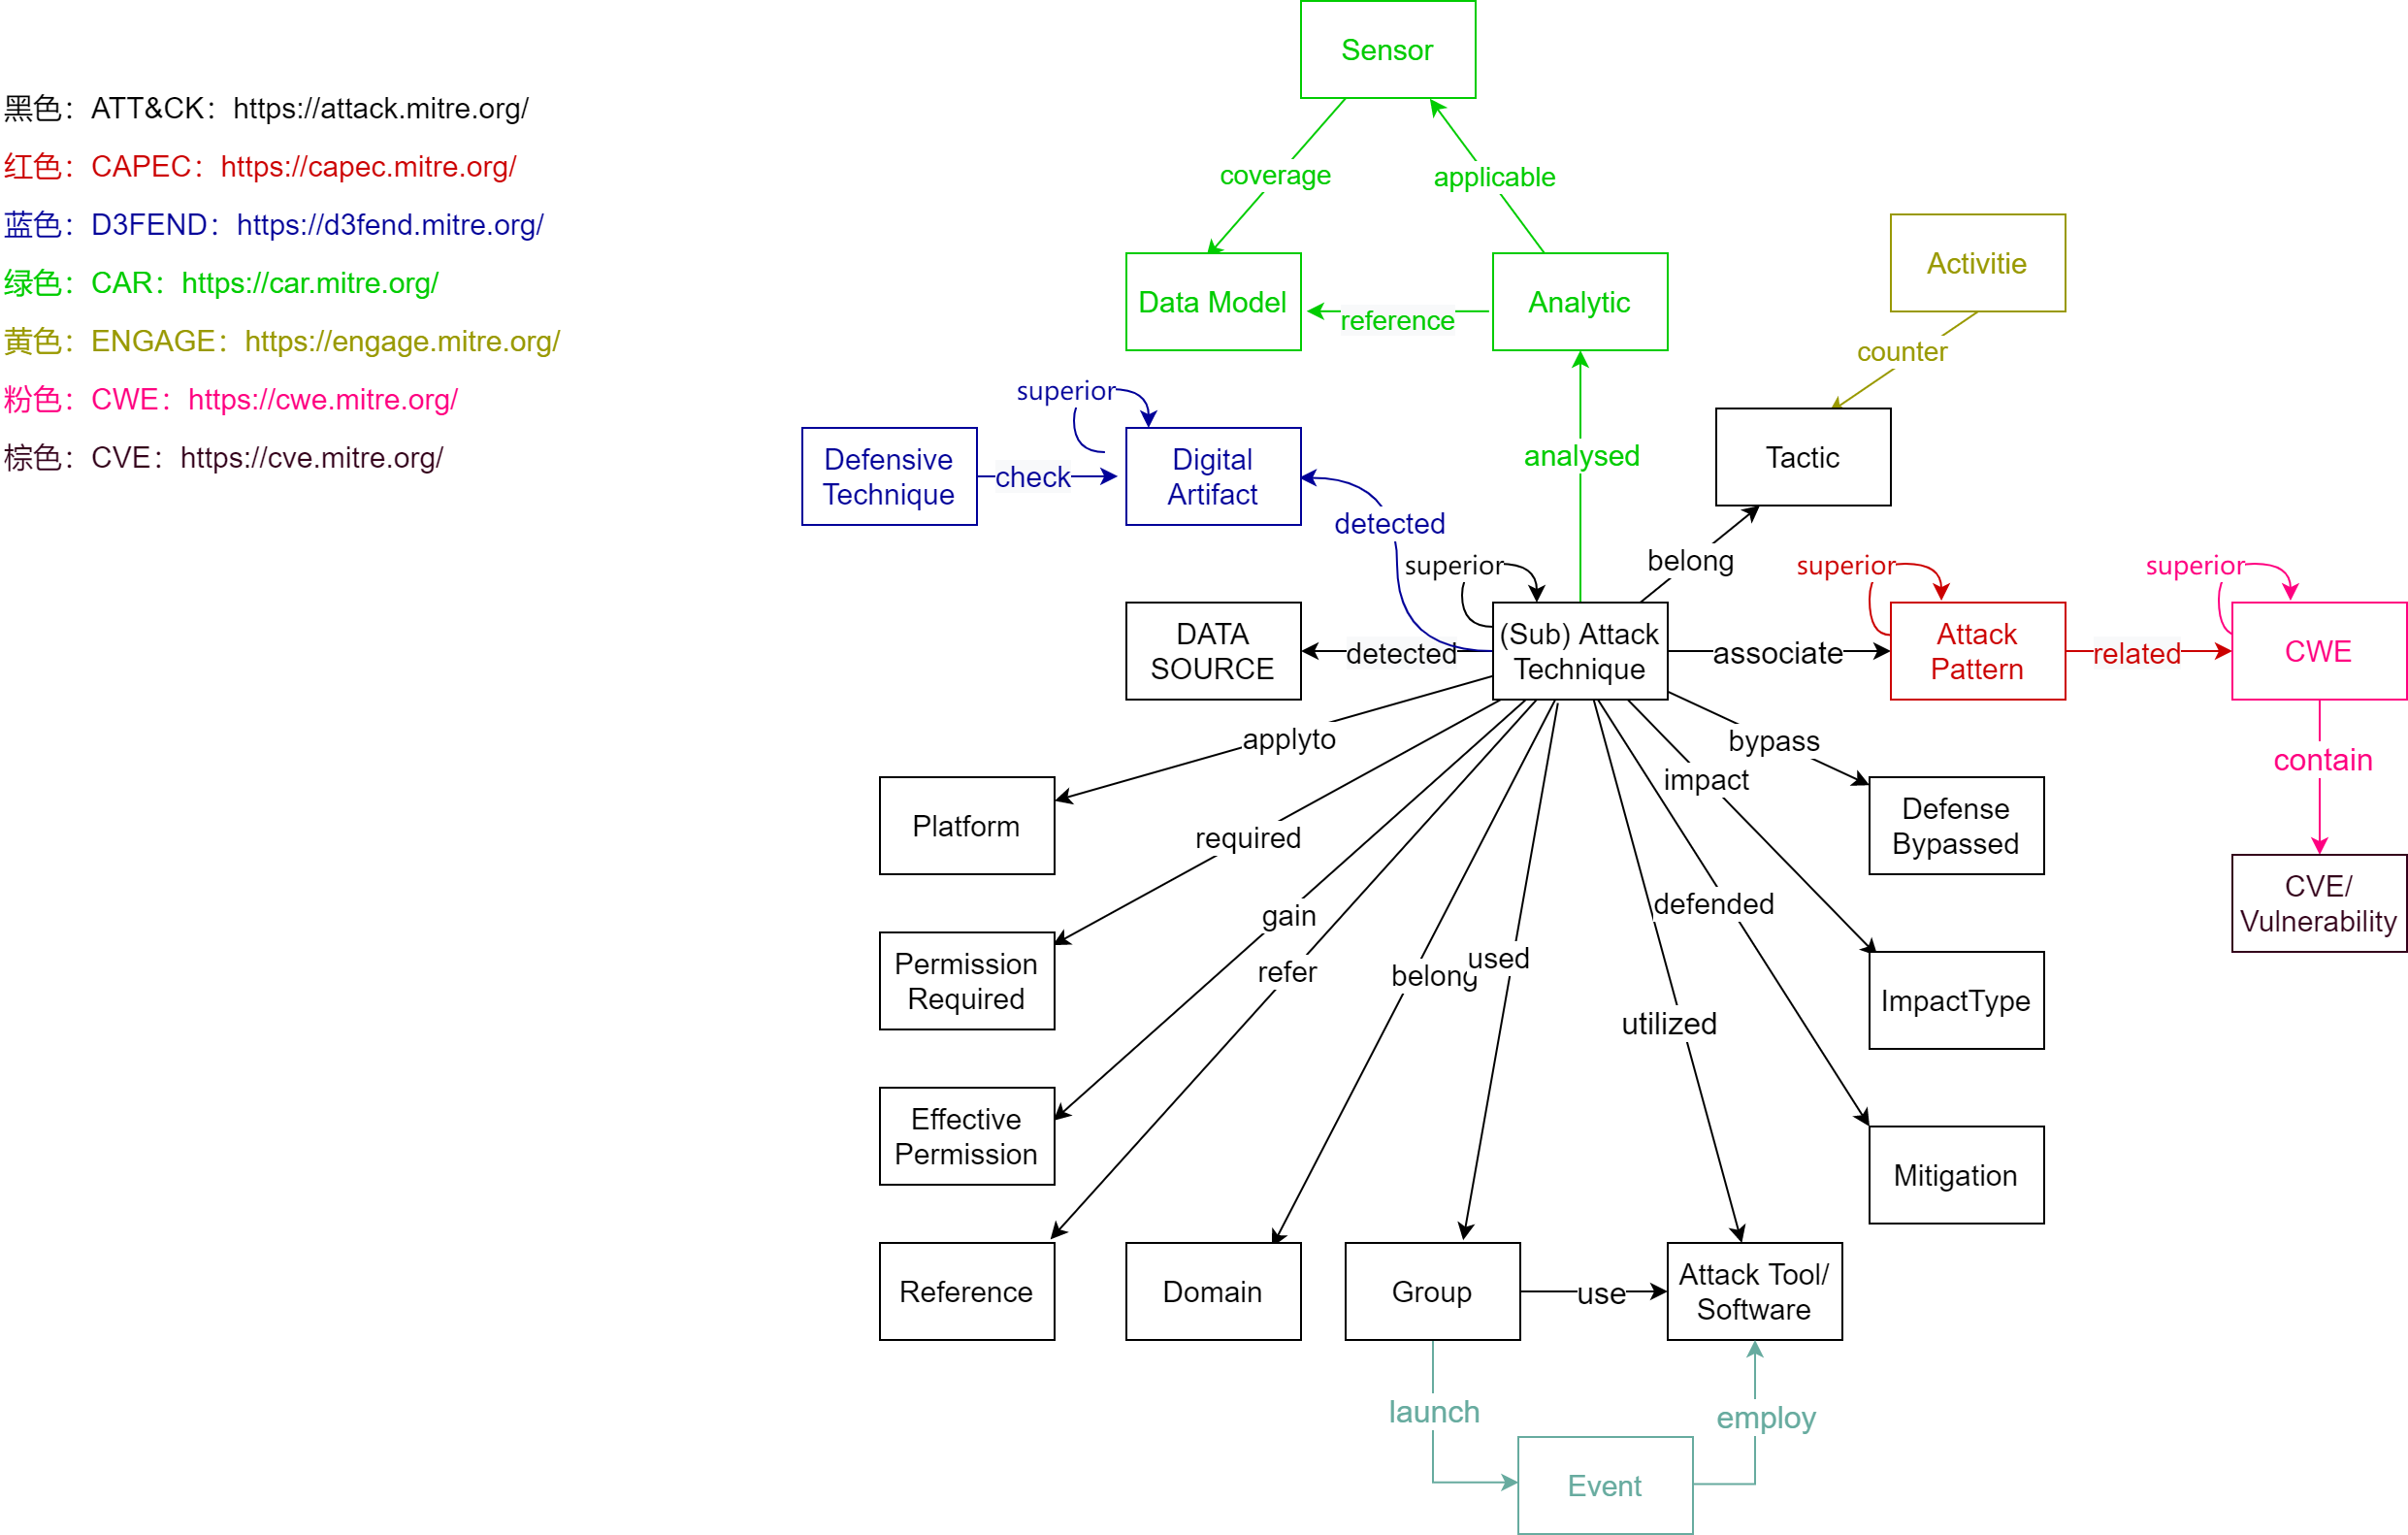 Sensor
黑色：ATT&CK：https://attack.mitre.org/
红色：CAPEC：https://capec.mitre.org/
蓝色：D3FEND：https://d3fend.mitre.org/
绿色：CAR：https://car.mitre.org/
黄色：ENGAGE：https://engage.mitre.org/
粉色：CWE：https://cwe.mitre.org/
棕色：CVE：https://cve.mitre.org/
coverage
applicable
Activitie
Data Model
reference
Analytic
counter
superior
Defensive
Technique
check
Digital
Artifact
analysed
Tactic
detected
superior
belong
superior
superior
DATA
SOURCE
detected
(Sub) Attack
Technique
associate
Attack
Pattern
related
CWE
applyto
bypass
contain
impact
Platform
required
Defense
Bypassed
CVE/
Vulnerability
gain
defended
Permission
Required
refer
belong
used
ImpactType
utilized
Effective
Permission
Mitigation
Reference
Domain
Group
use
Attack Tool/
Software
launch
employ
Event